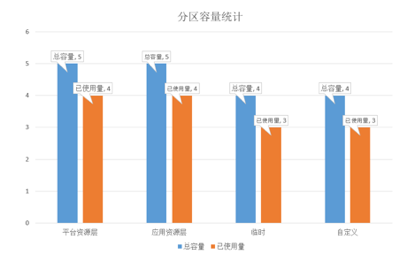 分区容量统计
6
5
4
3
2
1
0
总容量, 5
已使用量, 4
总容量, 5
已使用量, 4
总容量, 4
已使用量, 3
总容量, 4
已使用量, 3
平台资源层
应用资源层
临时
自定义
总容量
已使用量